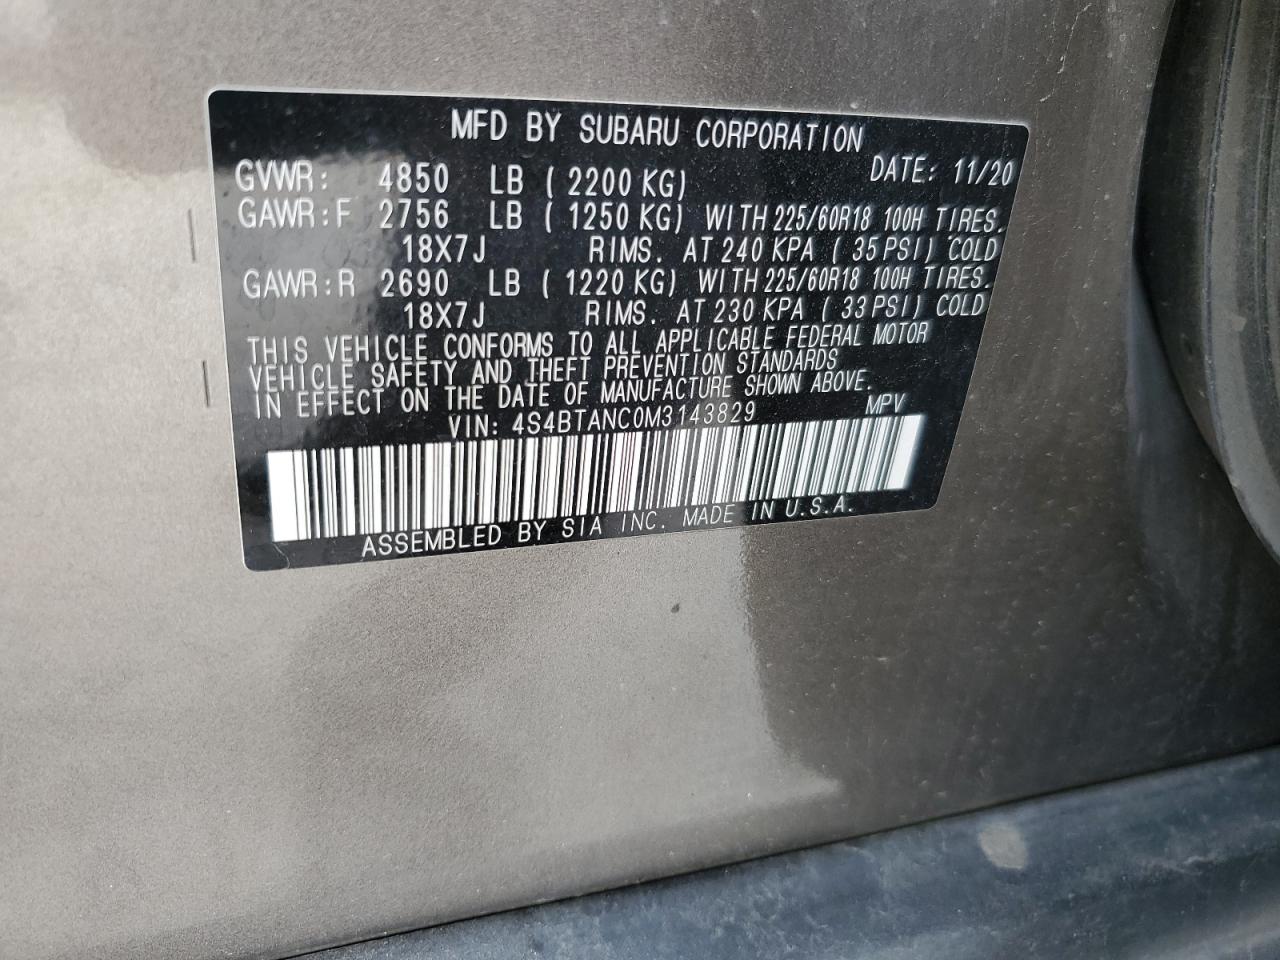 MFD BY SUBARU CORPORATION
DATE: 11/20
GVWR: 4850 LB ( 2200 KG)
GAWR:F 2756 LB ( 1250 KG) WITH 225/60R18 100H TIRES.
18X7J RIMS. AT 240 KPA ( 35 PSI) COLD
GAWR:R 2690 LB ( 1220 KG) WITH 225/60R18 100H TIRES.
18X7J RIMS. AT 230 KPA ( 33 PSI) COLD
THIS VEHICLE CONFORMS TO ALL APPLICABLE FEDERAL MOTOR
VEHICLE SAFETY AND THEFT PREVENTION STANDARDS
IN EFFECT ON THE DATE OF MANUFACTURE SHOWN ABOVE.
VIN: 4S4BTANC0M3143829 MPV
ASSEMBLED BY SIA INC. MADE IN U.S.A.